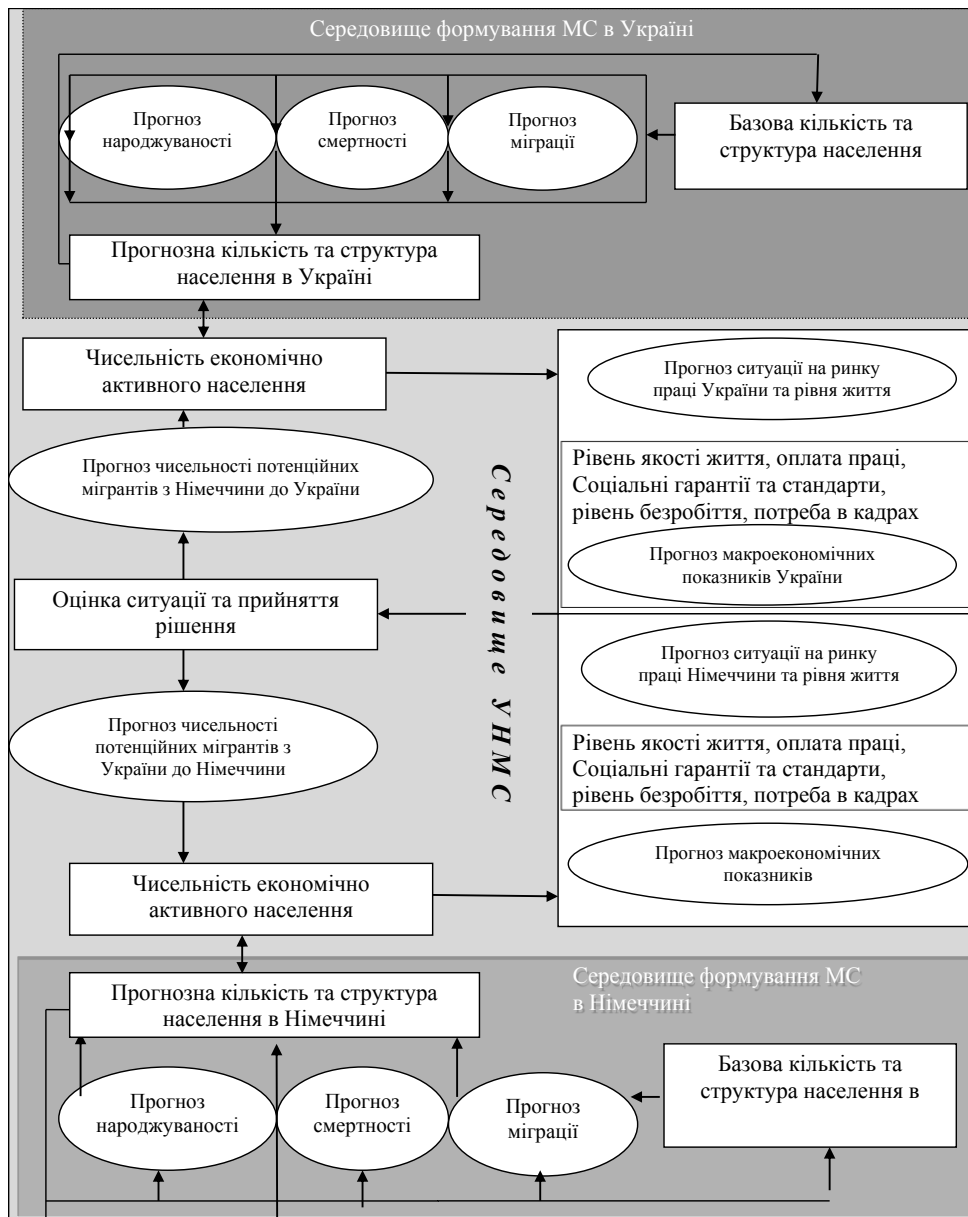 Середовище формування МС в Україні
Прогноз
народжуваності
Прогноз
смертності
Прогноз
міграції
Базова кількість та
структура населення
Прогнозна кількість та структура
населення в Україні
Чисельність економічно
активного населення
Прогноз ситуації на ринку
праці України та рівня життя
Прогноз чисельності потенційних
мігрантів з Німеччини до України
Рівень якості життя, оплата праці,
Соціальні гарантії та стандарти,
рівень безробіття, потреба в кадрах
Прогноз макроекономічних
показників України
Середовище УНМС
Оцінка ситуації та прийняття
рішення
Прогноз ситуації на ринку
праці Німеччини та рівня життя
Прогноз чисельності
потенційних мігрантів з
України до Німеччини
Рівень якості життя, оплата праці,
Соціальні гарантії та стандарти,
рівень безробіття, потреба в кадрах
Прогноз макроекономічних
показників
Чисельність економічно
активного населення
Середовище формування МС
в Німеччині
Прогнозна кількість та структура
населення в Німеччині
Прогноз
народжуваності
Прогноз
смертності
Прогноз
міграції
Базова кількість та
структура населення в